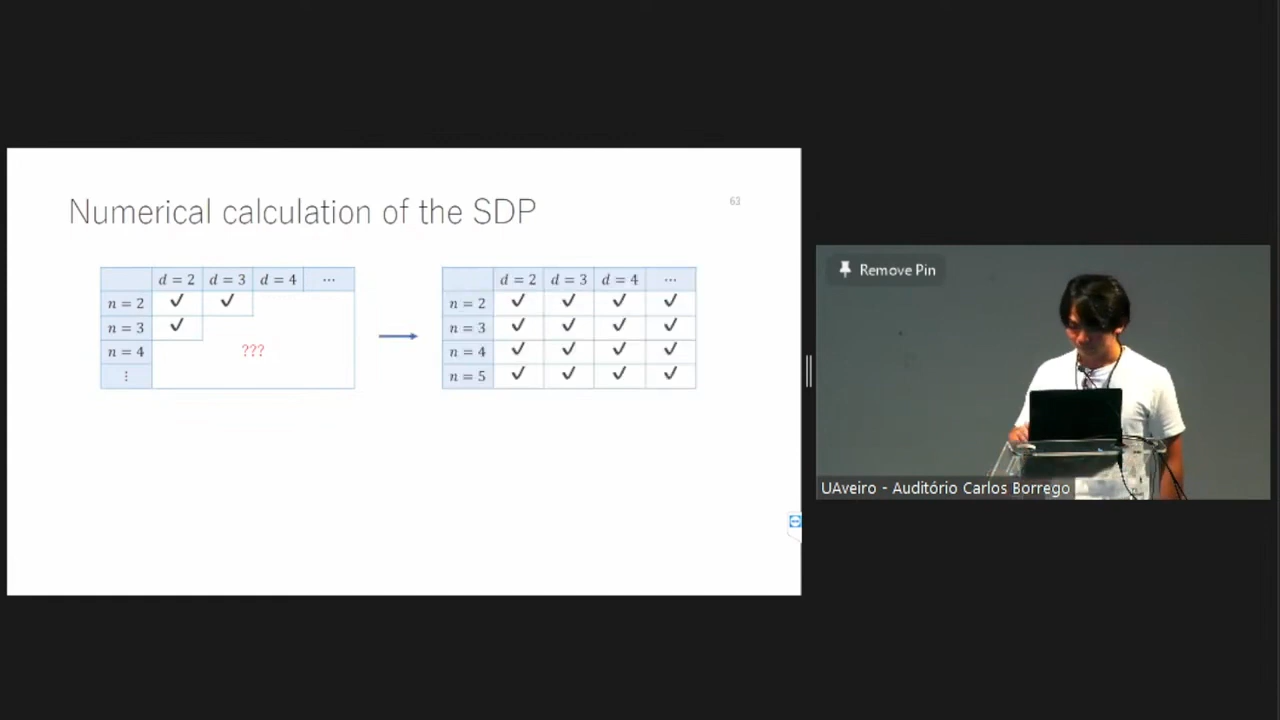 Numerical calculation of the SDP
63
d = 2 d = 3 d = 4 ⋯
n = 2 ✓ ✓
n = 3 ✓
n = 4
⋮
???
d = 2 d = 3 d = 4 ⋯
n = 2 ✓ ✓ ✓ ✓
n = 3 ✓ ✓ ✓ ✓
n = 4 ✓ ✓ ✓ ✓
n = 5 ✓ ✓ ✓ ✓
Remove Pin
UAveiro - Auditório Carlos Borrego